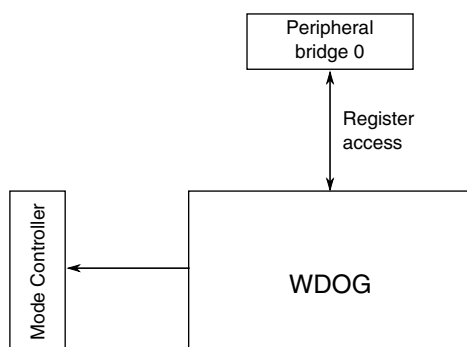 Peripheral
bridge 0
Register
access
Mode Controller
WDOG